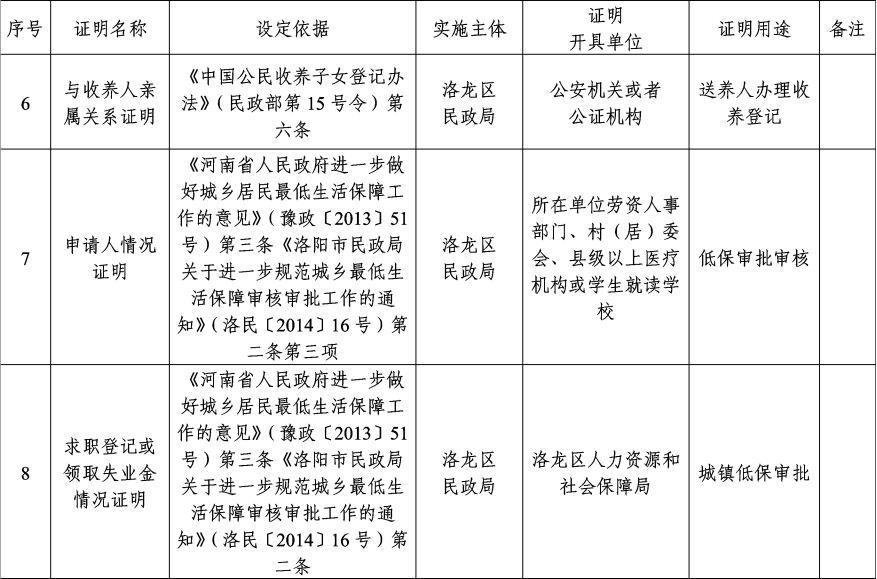 序号
证明名称
设定依据
实施主体
证明
开具单位
证明用途
备注
6
与收养人亲
属关系证明
《中国公民收养子女登记办
法》（民政部第15号令）第
六条
洛龙区
民政局
公安机关或者
公证机构
送养人办理收
养登记
7
申请人情况
证明
《河南省人民政府进一步做
好城乡居民最低生活保障工
作的意见》（豫政〔2013〕51
号）第三条《洛阳市民政局
关于进一步规范城乡最低生
活保障审核审批工作的通
知》（洛民〔2014〕16号）第
二条第三项
洛龙区
民政局
所在单位劳资人事
部门、村（居）委
会、县级以上医疗
机构或学生就读学
校
低保审批审核
8
求职登记或
领取失业金
情况证明
《河南省人民政府进一步做
好城乡居民最低生活保障工
作的意见》（豫政〔2013〕51
号）第三条《洛阳市民政局
关于进一步规范城乡最低生
活保障审核审批工作的通
知》（洛民〔2014〕16号）第
二条
洛龙区
民政局
洛龙区人力资源和
社会保障局
城镇低保审批